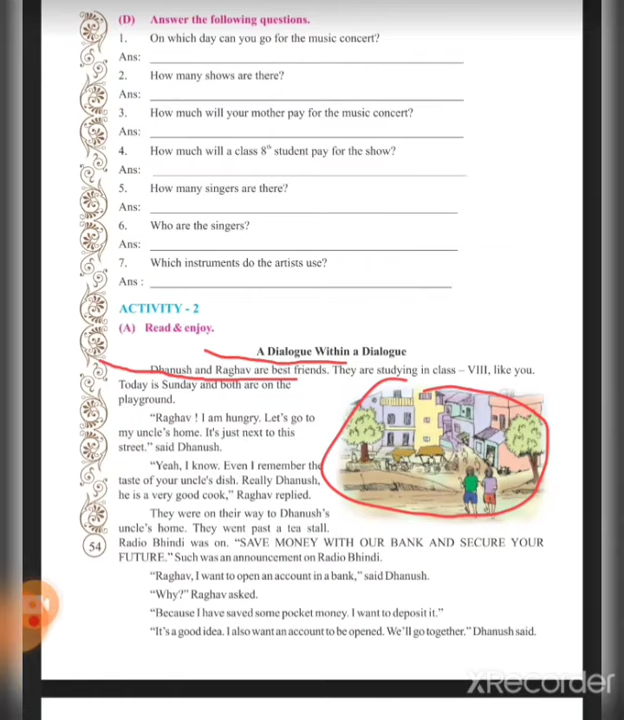 (D) Answer the following questions.
1. On which day can you go for the music concert?
Ans: ____________
2. How many shows are there?
Ans: ____________
3. How much will your mother pay for the music concert?
Ans: ____________
4. How much will a class 8th student pay for the show?
Ans: ____________
5. How many singers are there?
Ans: ____________
6. Who are the singers?
Ans: ____________
7. Which instruments do the artists use?
Ans : ____________
ACTIVITY - 2
(A) Read & enjoy.
A Dialogue Within a Dialogue
Dhanush and Raghav are best friends. They are studying in class – VIII, like you.
Today is Sunday and both are on the
playground.
“Raghav ! I am hungry. Let’s go to
my uncle’s home. It's just next to this
street.” said Dhanush.
“Yeah, I know. Even I remember the
taste of your uncle's dish. Really Dhanush,
he is a very good cook,” Raghav replied.
They were on their way to Dhanush’s
uncle’s home. They went past a tea stall.
Radio Bhindi was on. “SAVE MONEY WITH OUR BANK AND SECURE YOUR
FUTURE.” Such was an announcement on Radio Bhindi.
“Raghav, I want to open an account in a bank,” said Dhanush.
“Why?” Raghav asked.
“Because I have saved some pocket money. I want to deposit it.”
“It’s a good idea. I also want an account to be opened. We’ll go together.” Dhanush said.
54
XRecorder